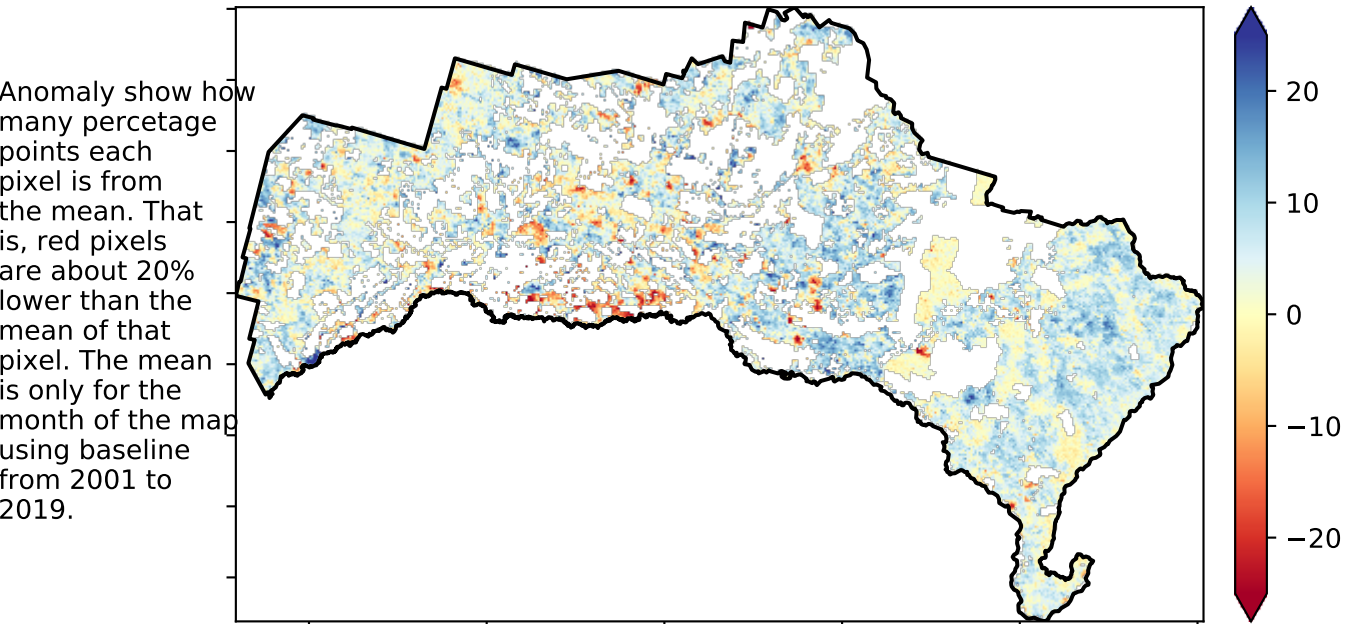 Anomaly show how
many percetage
points each
pixel is from
the mean. That
is, red pixels
are about 20%
lower than the
mean of that
pixel. The mean
is only for the
month of the map
using baseline
from 2001 to
2019.
20
10
0
−10
−20